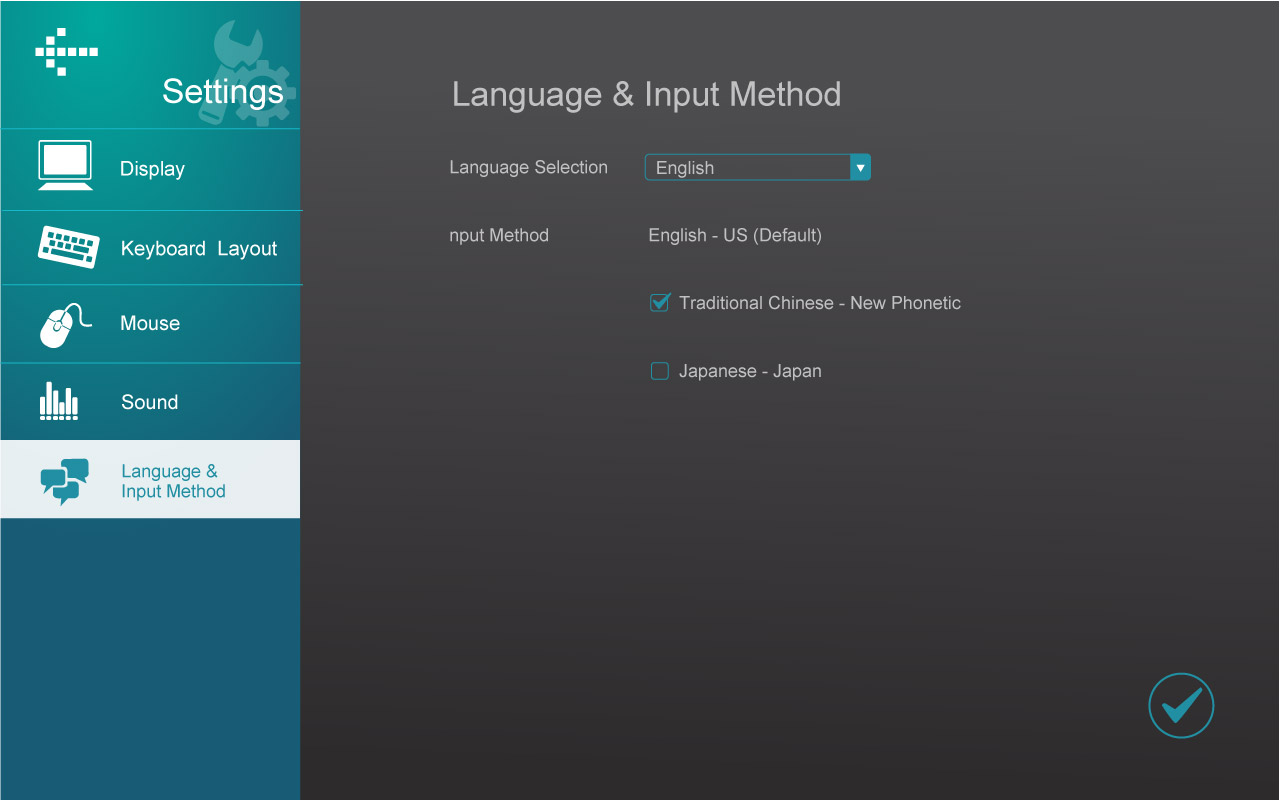 Settings
Display
Keyboard Layout
Mouse
Sound
Language &
Input Method
Language & Input Method
Language Selection English
nput Method English - US (Default)
Traditional Chinese - New Phonetic
Japanese - Japan